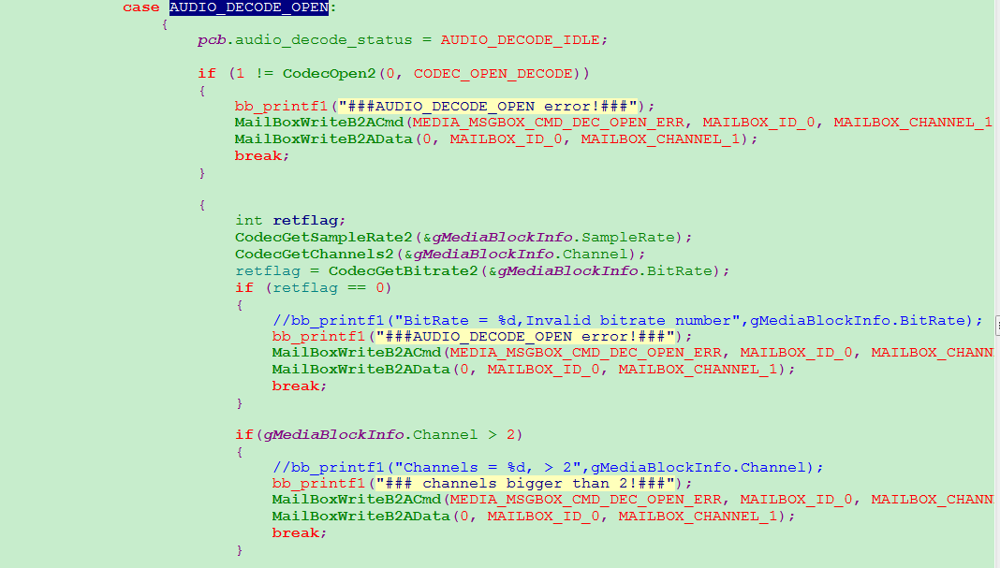 case AUDIO_DECODE_OPEN:
{
pcb.audio_decode_status = AUDIO_DECODE_IDLE;
if (1 != CodecOpen2(0, CODEC_OPEN_DECODE))
{
bb_printf1("###AUDIO_DECODE_OPEN error!###");
MailBoxWriteB2ACmd(MEDIA_MSGBOX_CMD_DEC_OPEN_ERR, MAILBOX_ID_0, MAILBOX_CHANNEL_1
MailBoxWriteB2AData(0, MAILBOX_ID_0, MAILBOX_CHANNEL_1);
break;
}
{
int retflag;
CodecGetSampleRate2(&gMediaBlockInfo.SampleRate);
CodecGetChannels2(&gMediaBlockInfo.Channel);
retflag = CodecGetBitrate2(&gMediaBlockInfo.BitRate);
if (retflag == 0)
{
//bb_printf1("BitRate = %d,Invalid bitrate number",gMediaBlockInfo.BitRate);
bb_printf1("###AUDIO_DECODE_OPEN error!###");
MailBoxWriteB2ACmd(MEDIA_MSGBOX_CMD_DEC_OPEN_ERR, MAILBOX_ID_0, MAILBOX_CHANN
MailBoxWriteB2AData(0, MAILBOX_ID_0, MAILBOX_CHANNEL_1);
break;
}
if(gMediaBlockInfo.Channel > 2)
{
//bb_printf1("Channels = %d, > 2",gMediaBlockInfo.Channel);
bb_printf1("### channels bigger than 2!###");
MailBoxWriteB2ACmd(MEDIA_MSGBOX_CMD_DEC_OPEN_ERR, MAILBOX_ID_0, MAILBOX_CHANN
MailBoxWriteB2AData(0, MAILBOX_ID_0, MAILBOX_CHANNEL_1);
break;
}